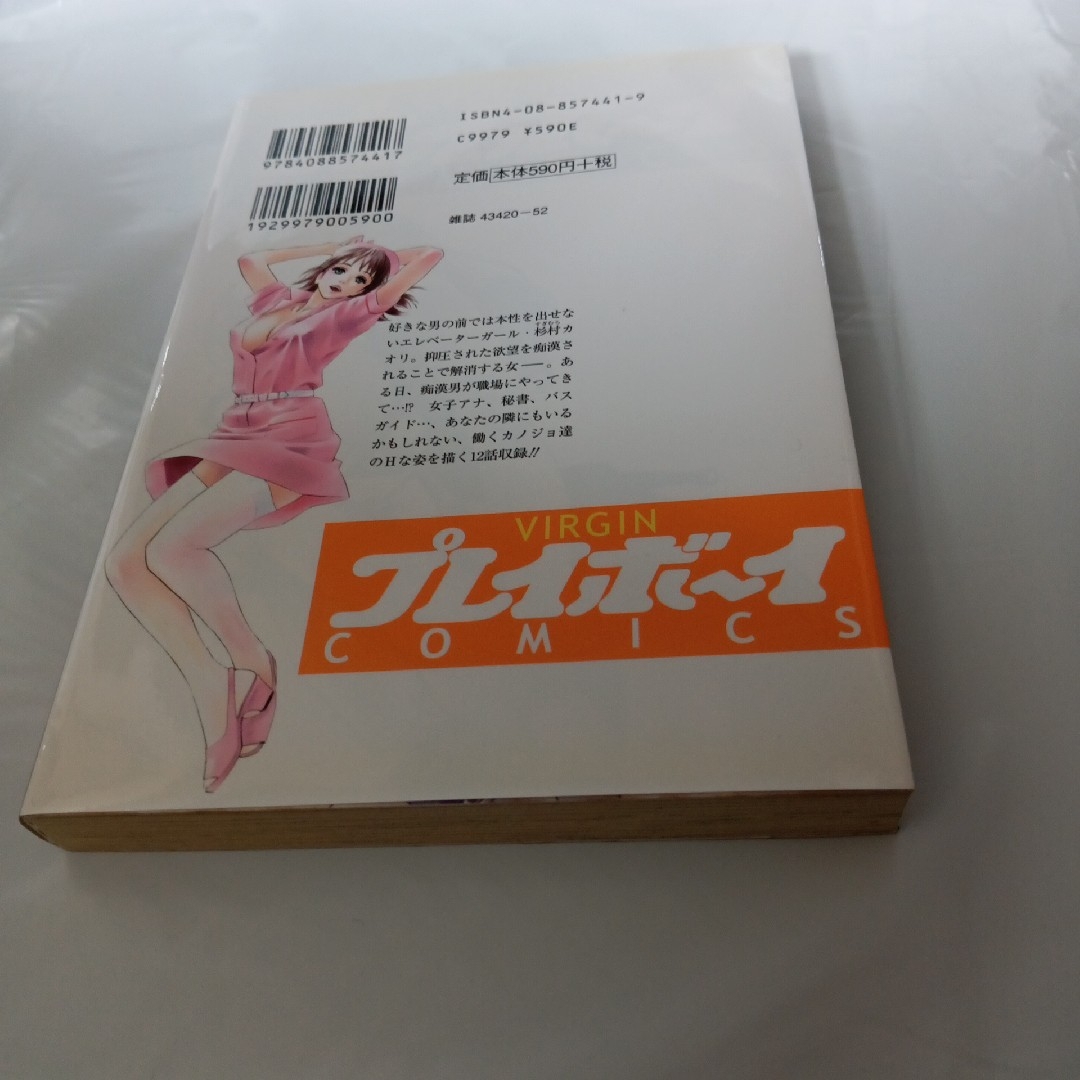 ISBN4-08-857441-9
C9979 ¥590E
9784088574417
定価 本体590円+税
1929979005900
雑誌 43420-52
好きな男の前では本性を出せな
いエレベーターガール・杉村カ
すぎむら
オリ。抑圧された欲望を痴漢さ
れることで解消する女——。あ
る日、痴漢男が職場にやってき
て…!? 女子アナ、秘書、バス
ガイド…、あなたの隣にもいる
かもしれない、働くカノジョ達
のHな姿を描く12話収録!!
VIRGIN
プレイボーイ
COMICS